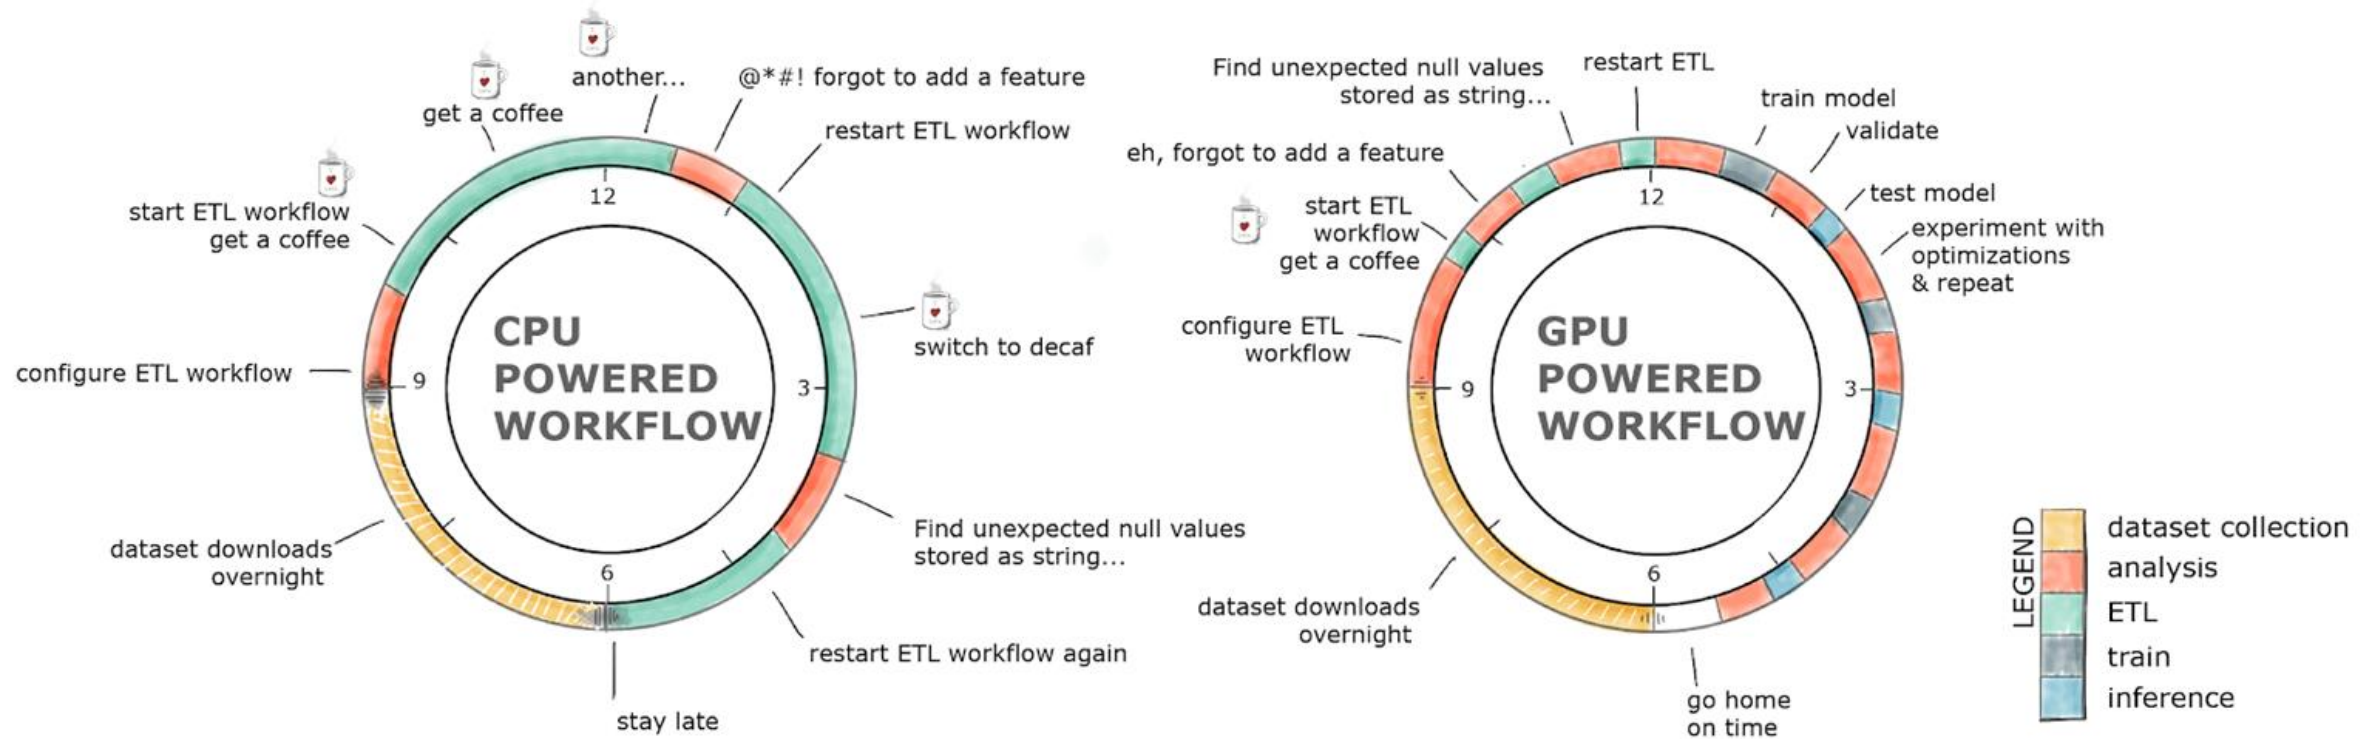 another...
@*#! forgot to add a feature
get a coffee
restart ETL workflow
start ETL workflow
get a coffee
12
configure ETL workflow
9
CPU
POWERED
WORKFLOW
3
switch to decaf
dataset downloads
overnight
6
Find unexpected null values
stored as string...
restart ETL workflow again
stay late
Find unexpected null values
stored as string...
restart ETL
train model
validate
eh, forgot to add a feature
test model
start ETL
workflow
get a coffee
12
experiment with
optimizations
& repeat
configure ETL
workflow
9
GPU
POWERED
WORKFLOW
3
dataset downloads
overnight
6
go home
on time
LEGEND
dataset collection
analysis
ETL
train
inference